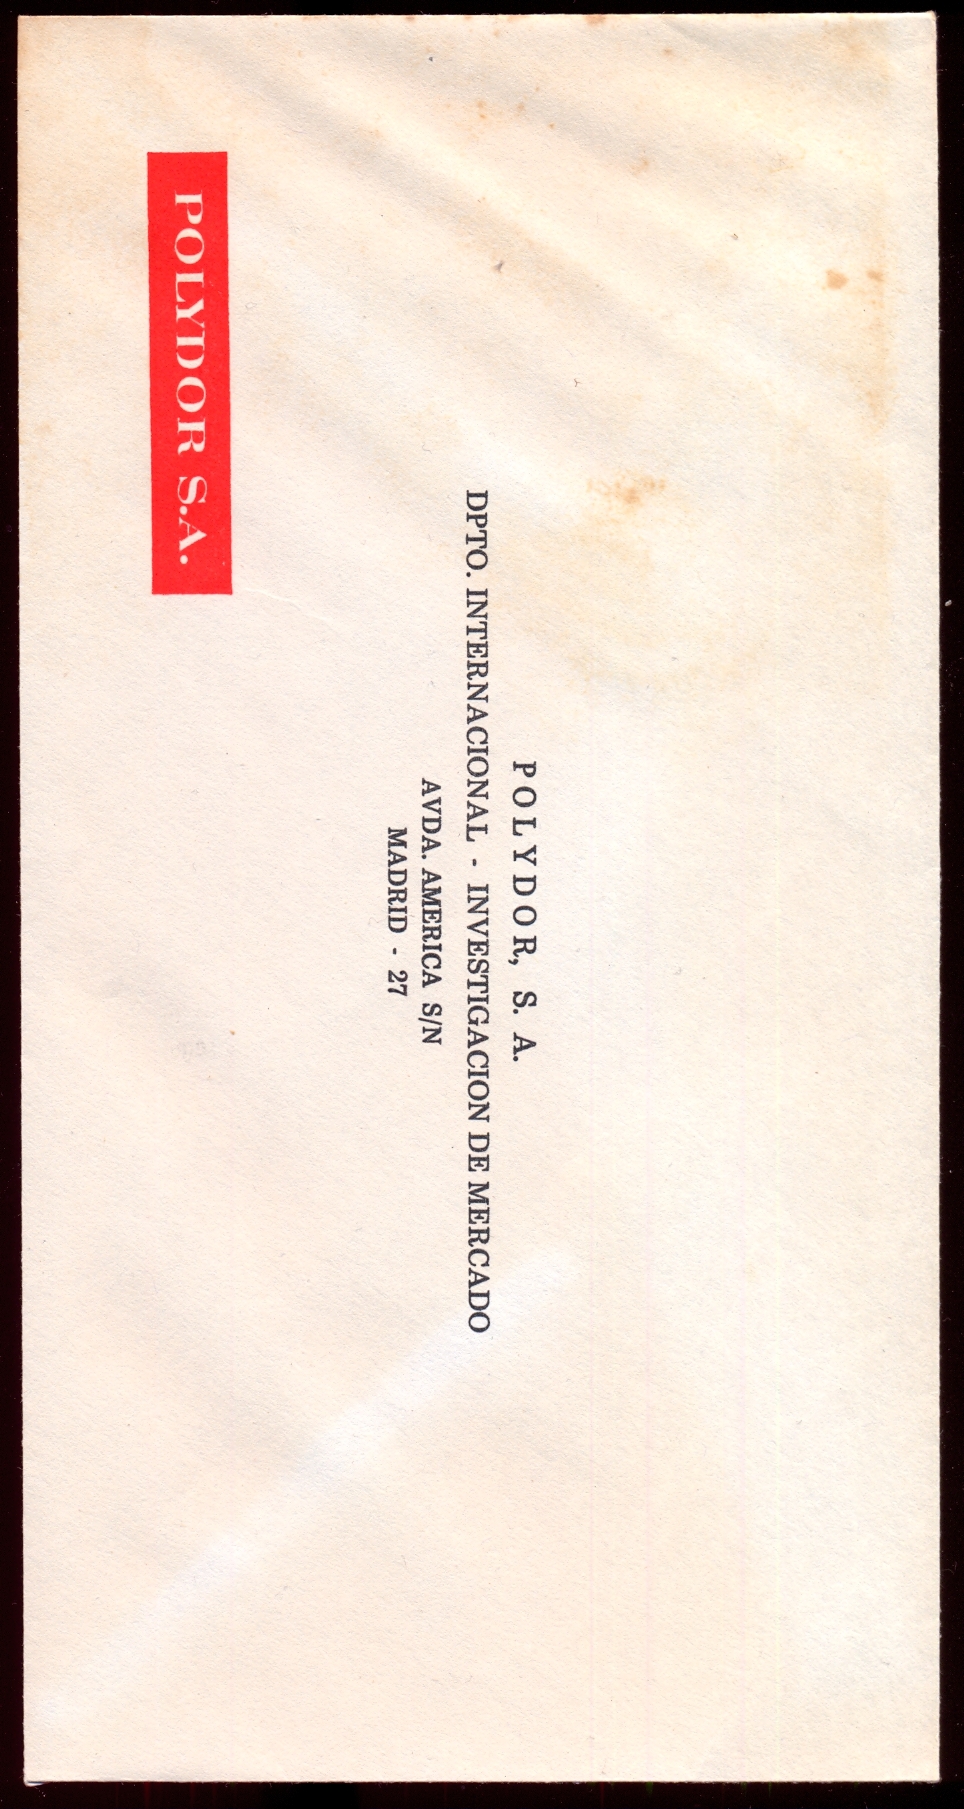 POLYDOR, S. A.
DPTO. INTERNACIONAL - INVESTIGACION DE MERCADO
AVDA. AMERICA S/N
MADRID - 27
POLYDOR S.A.